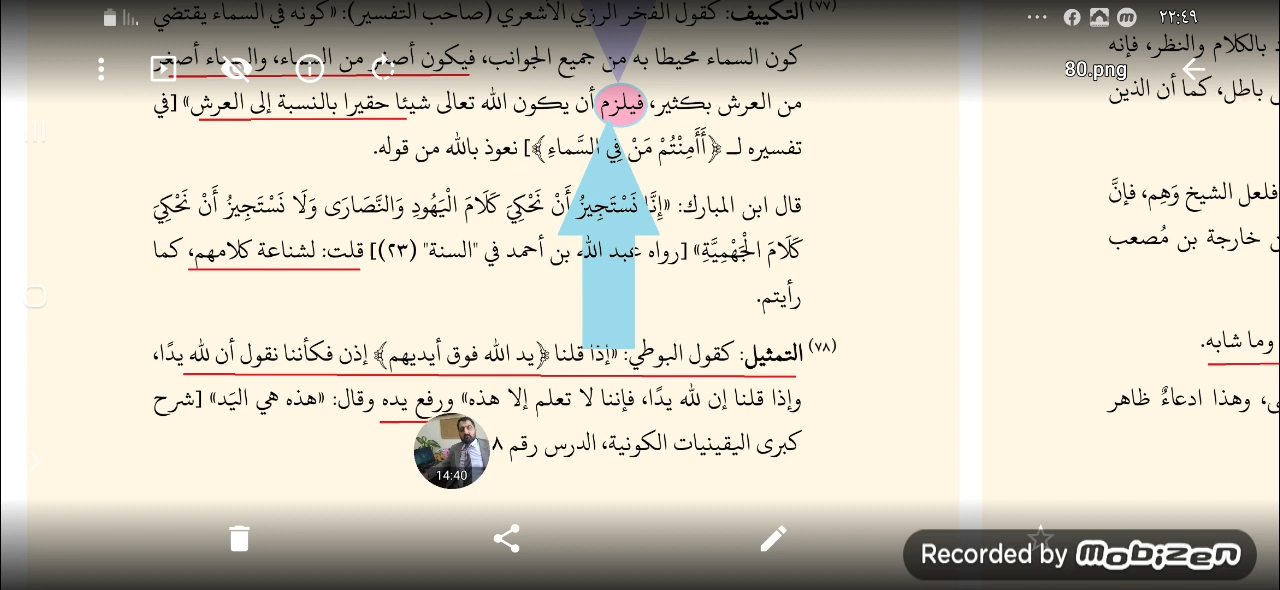 ٢٢:٤٩
80.png
(٧٧) التكييف: كقول الفخر الرزي الأشعري (صاحب التفسير): «كونه في السماء يقتضي
كون السماء محيطا به من جميع الجوانب، فيكون أصغر من السماء، والسماء أصغر
من العرش بكثير، فيلزم أن يكون الله تعالى شيئا حقيرا بالنسبة إلى العرش» [في
تفسيره لــ ﴿أَأَمِنْتُمْ مَنْ فِي السَّماءِ﴾] نعوذ بالله من قوله.
قال ابن المبارك: «إِنَّا نَسْتَجِيزُ أَنْ نَحْكِيَ كَلَامَ الْيَهُودِ وَالنَّصَارَى وَلَا نَسْتَجِيزُ أَنْ نَحْكِيَ
كَلَامَ الْجَهْمِيَّةِ» [رواه عبد الله بن أحمد في "السنة" (٢٣)] قلت: لشناعة كلامهم، كما
رأيتم.
(٧٨) التمثيل: كقول البوطي: «إذا قلنا ﴿يد الله فوق أيديهم﴾ إذن فكأننا نقول أن لله يدًا،
وإذا قلنا إن لله يدًا، فإننا لا تعلم إلا هذه» ورفع يده وقال: «هذه هي اليَد» [شرح
كبرى اليقينيات الكونية، الدرس رقم ٨
بالكلام والنظر، فإنه
باطل، كما أن الذين
فلعل الشيخ وَهِم، فإنَّ
خارجة بن مُصعب
وما شابه.
وهذا ادعاءٌ ظاهر
14:40
Recorded by mobizen